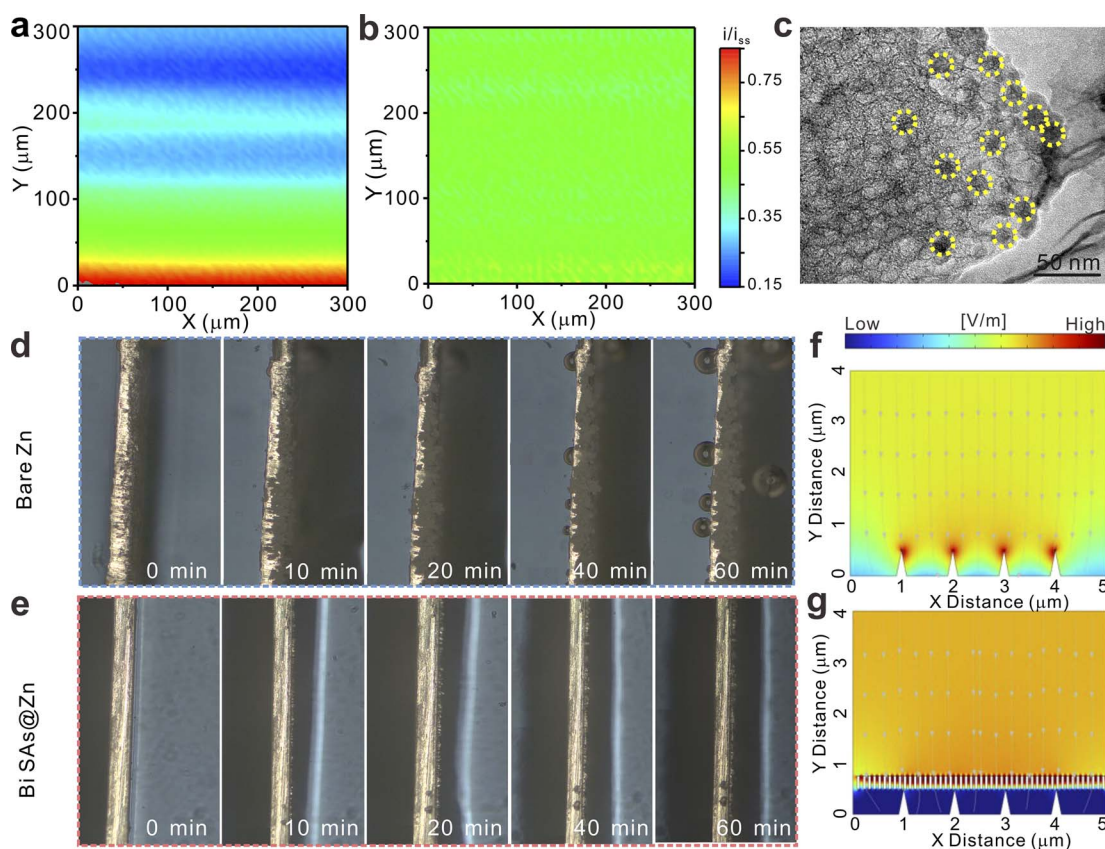 a
300
200
100
0
Y (μm)
0
100
200
300
X (μm)
b
300
200
100
0
Y (μm)
0
100
200
300
X (μm)
i/iss
0.75
0.55
0.35
0.15
c
50 nm
d
Bare Zn
0 min
10 min
20 min
40 min
60 min
e
Bi SAs@Zn
0 min
10 min
20 min
40 min
60 min
Low
[V/m]
High
f
4
3
2
1
0
Y Distance (μm)
0
1
2
3
4
5
X Distance (μm)
g
4
3
2
1
0
Y Distance (μm)
0
1
2
3
4
5
X Distance (μm)